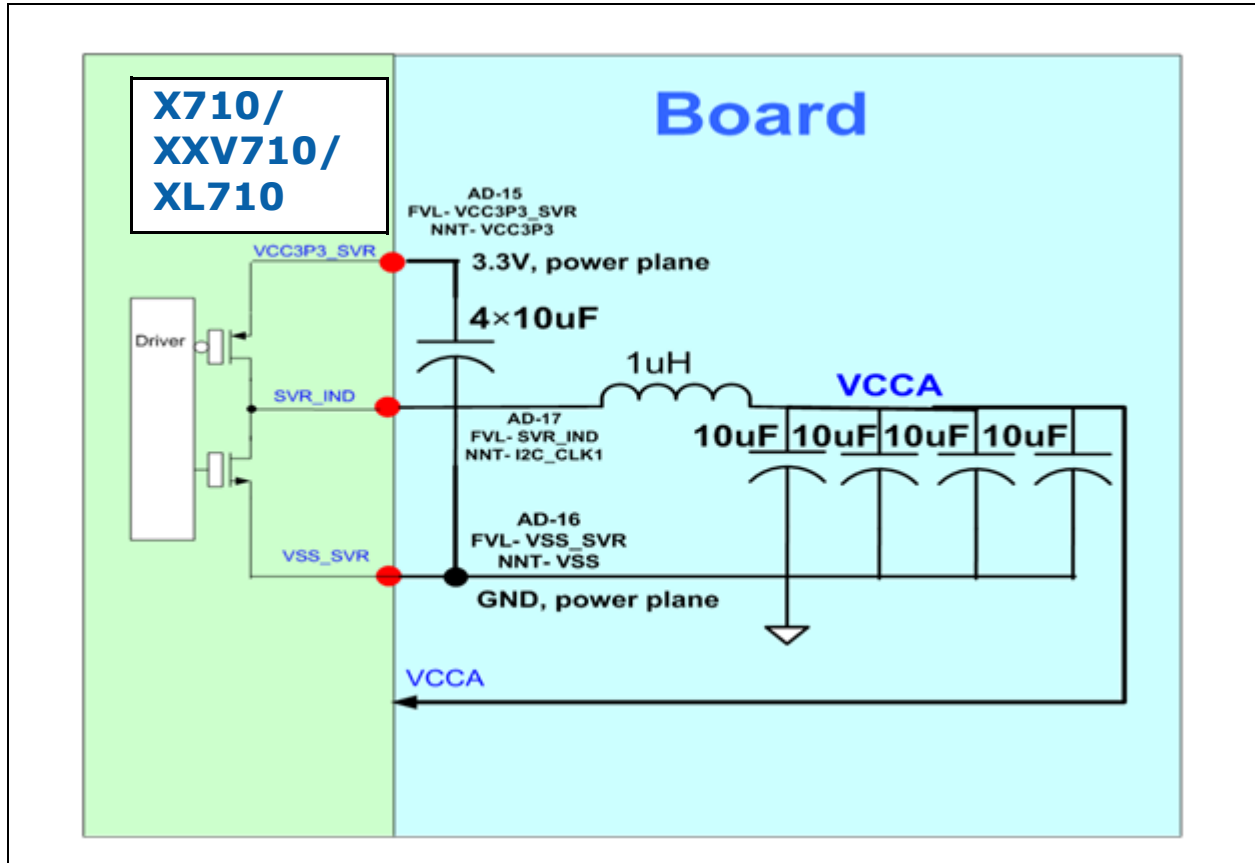 X710/
XXV710/
XL710
Board
AD-15
FVL- VCC3P3_SVR
NNT- VCC3P3
VCC3P3_SVR
3.3V, power plane
4×10uF
Driver
1uH
VCCA
SVR_IND
AD-17
FVL- SVR_IND
NNT- I2C_CLK1
10uF 10uF 10uF 10uF
AD-16
FVL- VSS_SVR
NNT- VSS
VSS_SVR
GND, power plane
VCCA